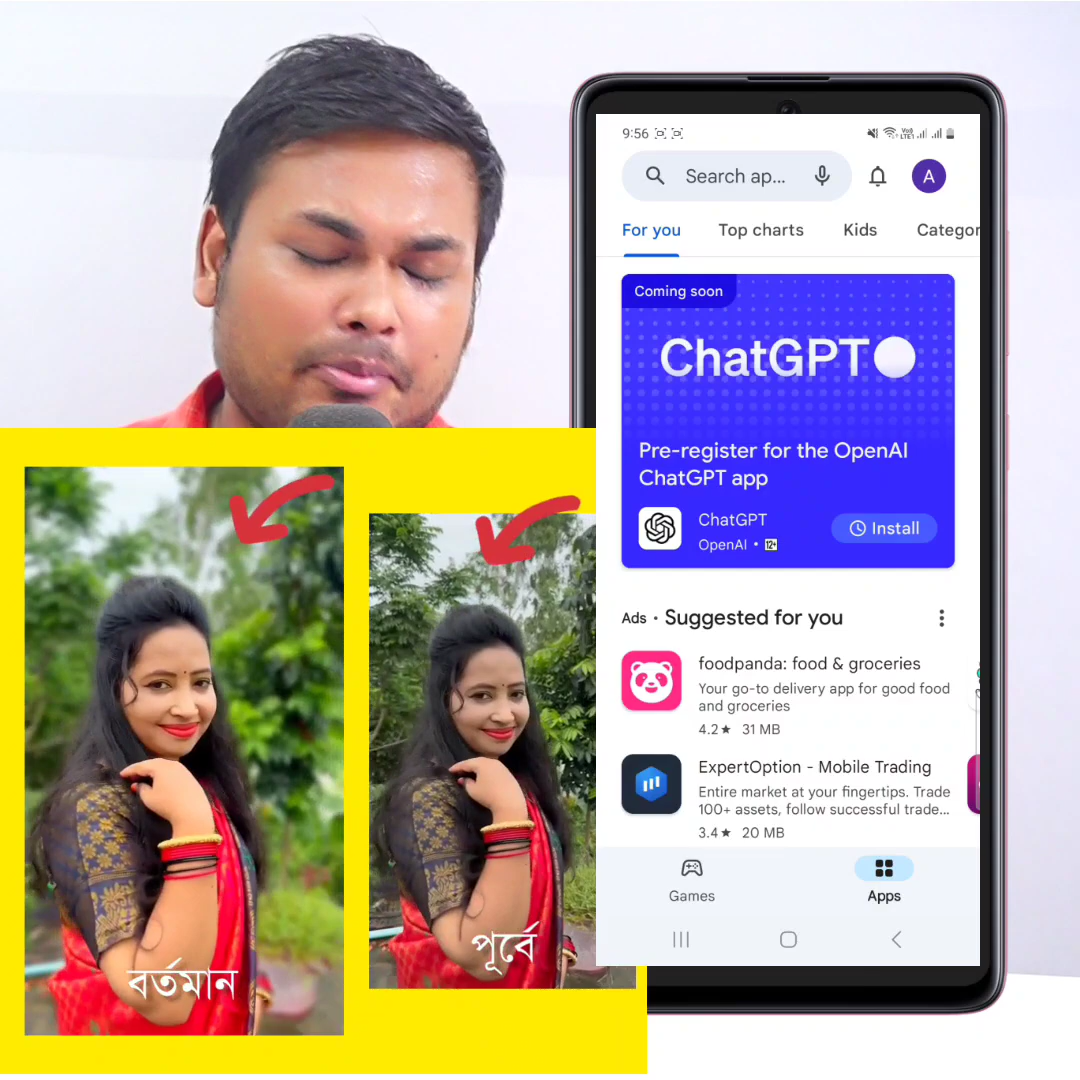 9:56
Search ap...
A
For you Top charts Kids Categor
Coming soon
ChatGPT
Pre-register for the OpenAI
ChatGPT app
ChatGPT
OpenAI • 12+
Install
Ads • Suggested for you
foodpanda: food & groceries
Your go-to delivery app for good food
and groceries
4.2★ 31 MB
ExpertOption - Mobile Trading
Entire market at your fingertips. Trade
100+ assets, follow successful trade...
3.4★ 20 MB
Games Apps
বর্তমান
পূর্বে